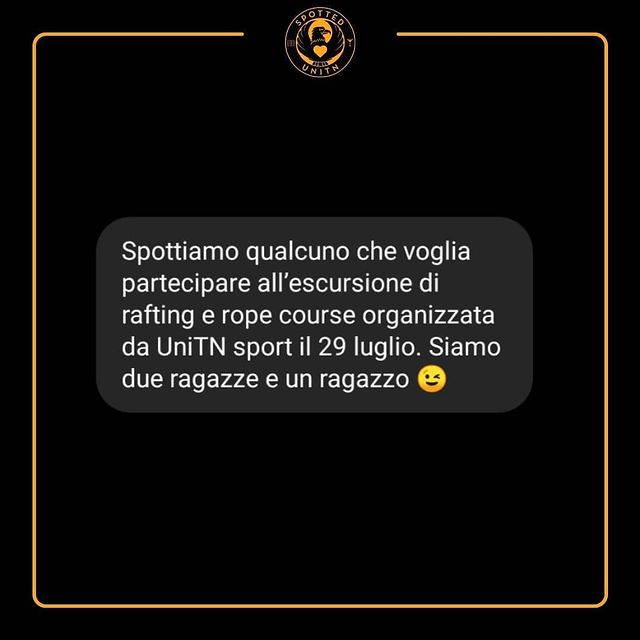 SPOTTED
UNITN
Spottiamo qualcuno che voglia
partecipare all’escursione di
rafting e rope course organizzata
da UniTN sport il 29 luglio. Siamo
due ragazze e un ragazzo 😉